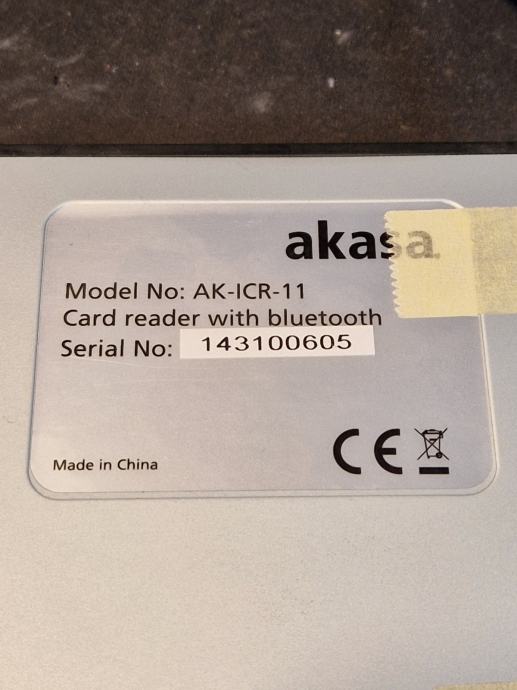 akasa
Model No: AK-ICR-11
Card reader with bluetooth
Serial No: 143100605
Made in China
CE